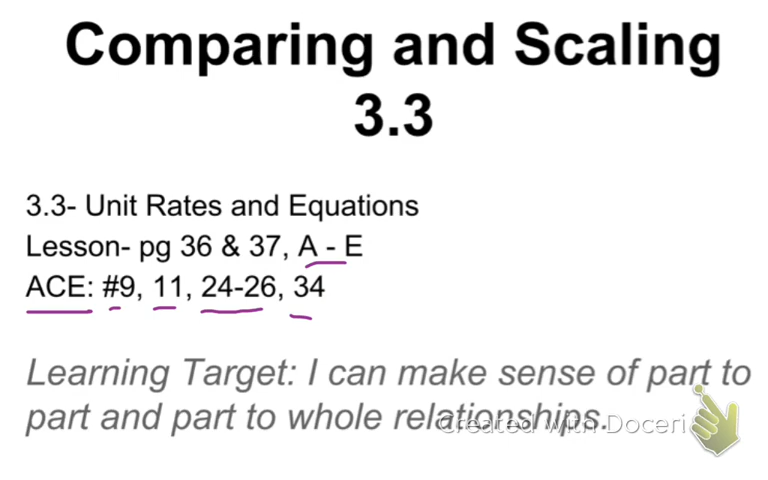 Comparing and Scaling
3.3
3.3- Unit Rates and Equations
Lesson- pg 36 & 37, A - E
ACE: #9, 11, 24-26, 34
Learning Target: I can make sense of part to
part and part to whole relationships.
Created with Doceri